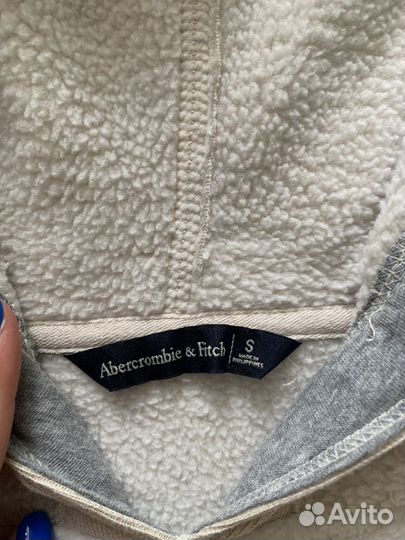 Abercrombie & Fitch
S
MADE IN
PHILIPPINES
Avito